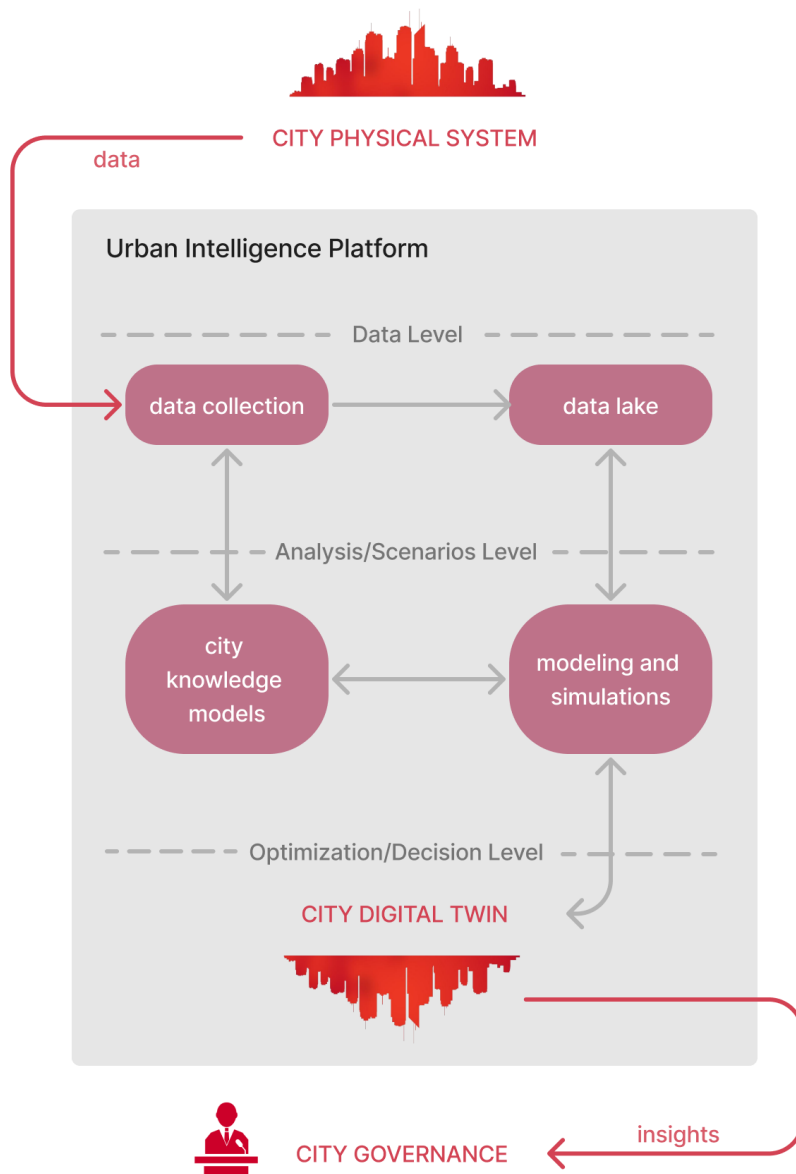 CITY PHYSICAL SYSTEM
data
Urban Intelligence Platform
Data Level
data collection
data lake
Analysis/Scenarios Level
city
knowledge
models
modeling and
simulations
Optimization/Decision Level
CITY DIGITAL TWIN
insights
CITY GOVERNANCE